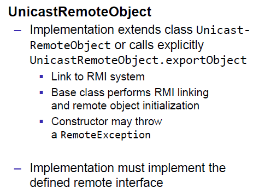 UnicastRemoteObject
– Implementation extends class Unicast-
RemoteObject or calls explicitly
UnicastRemoteObject.exportObject
▪ Link to RMI system
▪ Base class performs RMI linking
and remote object initialization
▪ Constructor may throw
a RemoteException
– Implementation must implement the
defined remote interface